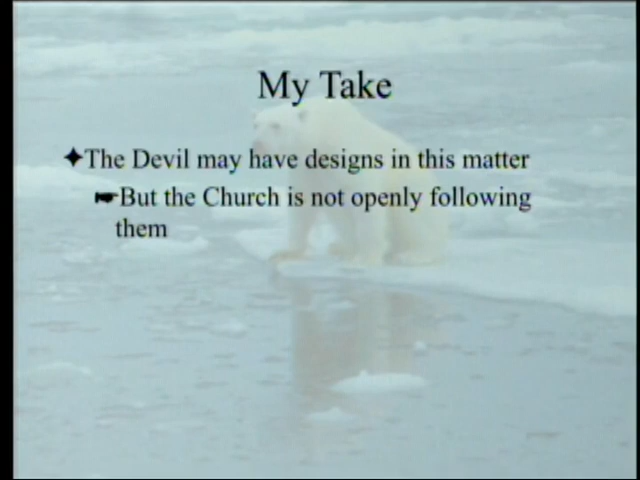 My Take
The Devil may have designs in this matter
But the Church is not openly following
them